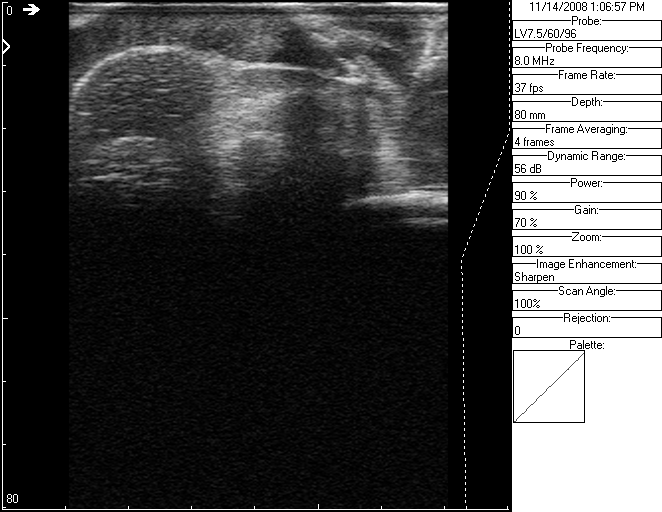 0
80
11/14/2008 1:06:57 PM
Probe:
LV7.5/60/96
Probe Frequency:
8.0 MHz
Frame Rate:
37 fps
Depth:
80 mm
Frame Averaging:
4 frames
Dynamic Range:
56 dB
Power:
90 %
Gain:
70 %
Zoom:
100 %
Image Enhancement:
Sharpen
Scan Angle:
100%
Rejection:
0
Palette: